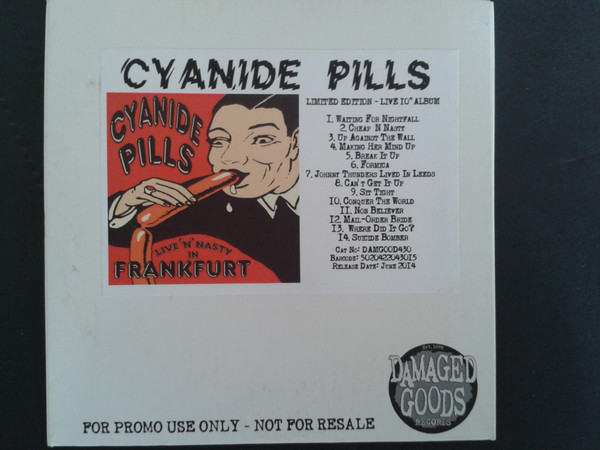 CYANIDE PILLS
LIMITED EDITION - LIVE 10" ALBUM
CYANIDE
PILLS
LIVE 'N' NASTY
IN
FRANKFURT
1. WAITING FOR NIGHTFALL
2. CHEAP N NASTY
3. UP AGAINST THE WALL
4. MAKING HER MIND UP
5. BREAK IT UP
6. FORMICA
7. JOHNNY THUNDERS LIVED IN LEEDS
8. CAN'T GET IT UP
9. SIT TIGHT
10. CONQUER THE WORLD
11. NON BELIEVER
12. MAIL-ORDER BRIDE
13. WHERE DID IT GO?
14. SUICIDE BOMBER
CAT NO: DAMGOOD430
BARCODE: 5020422043015
RELEASE DATE: JUNE 2014
DAMAGED
GOODS
RECORDS
FOR PROMO USE ONLY - NOT FOR RESALE